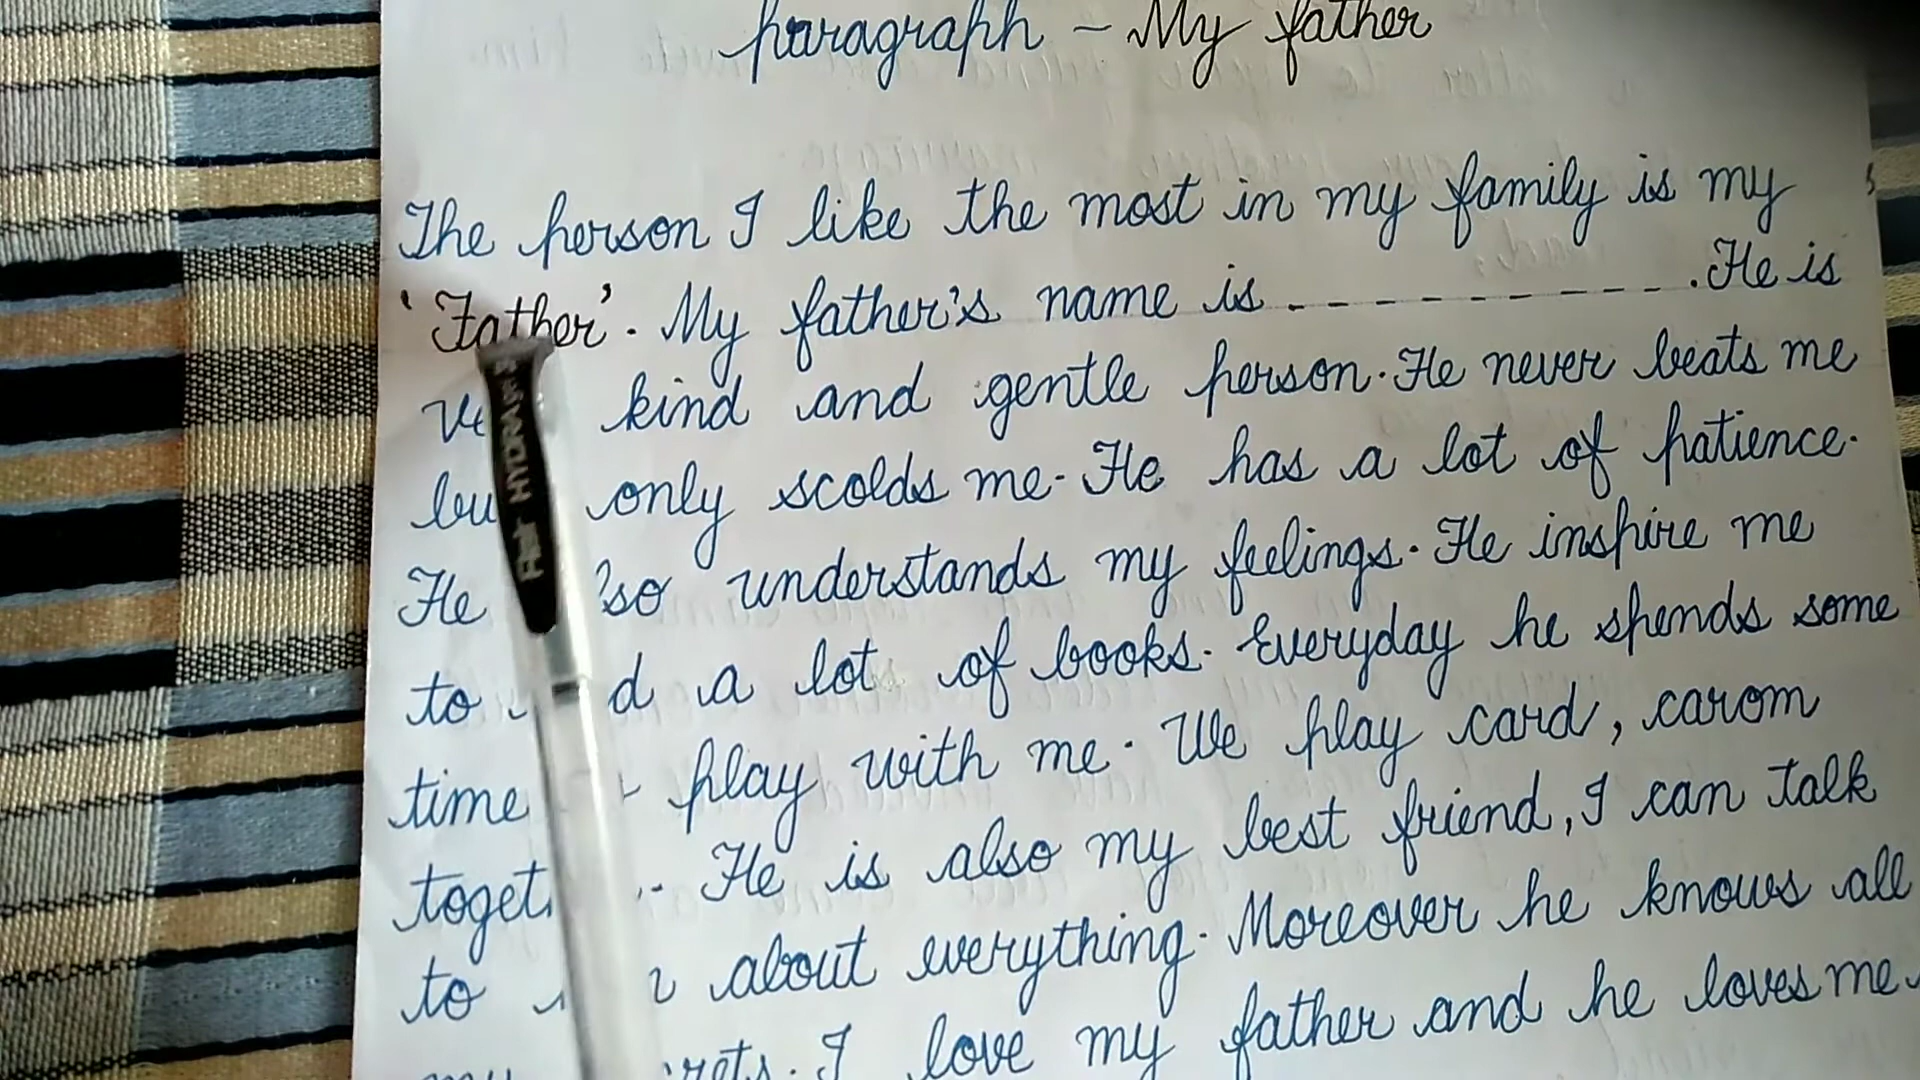 paragraph - My father
The person I like the most in my family is my
'Father'. My father's name is - - - - - - - - - - . He is
kind and gentle person. He never beats me
only scolds me. He has a lot of patience.
He understands my feelings. He inspire me
to a lot of books. Everyday he spends some
time play with me. We play card, carom
He is also my best friend, I can talk
to about everything. Moreover he knows all
I love my father and he loves me